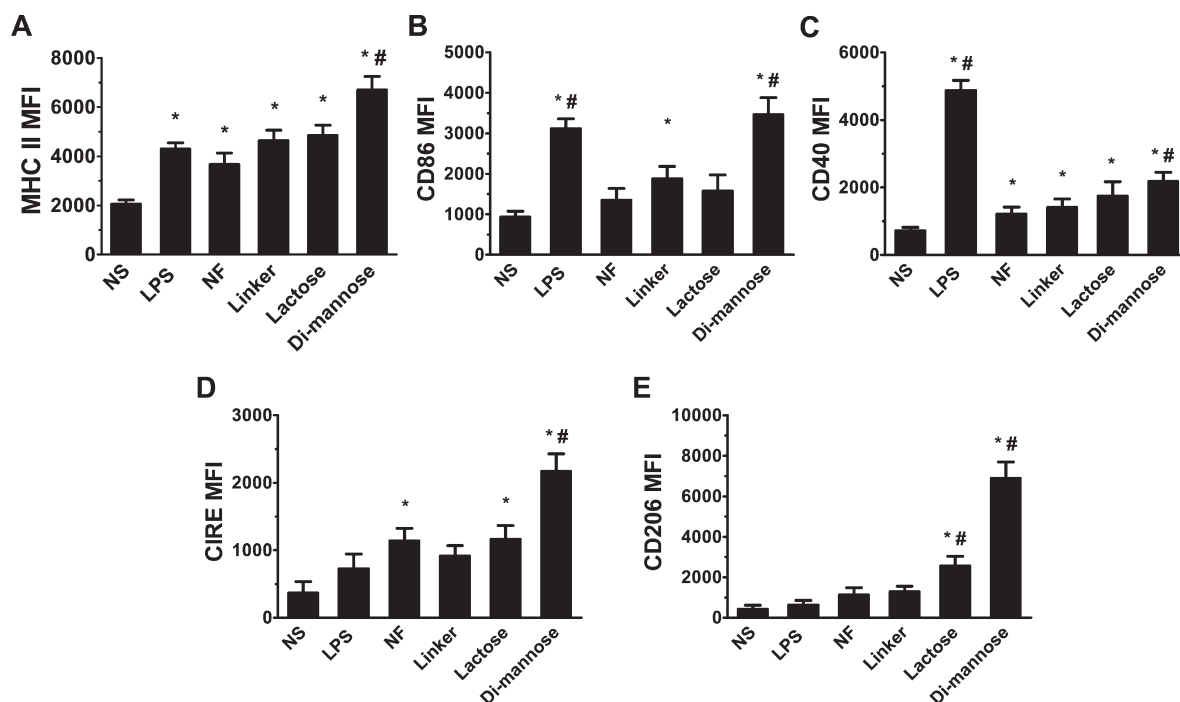 A
MHC II MFI
8000
6000
4000
2000
0
*
*
*
*
* #
NS
LPS
NF
Linker
Lactose
Di-mannose
B
CD86 MFI
5000
4000
3000
2000
1000
0
* #
*
* #
NS
LPS
NF
Linker
Lactose
Di-mannose
C
CD40 MFI
6000
4000
2000
0
* #
*
*
*
* #
NS
LPS
NF
Linker
Lactose
Di-mannose
D
CIRE MFI
3000
2000
1000
0
*
*
* #
NS
LPS
NF
Linker
Lactose
Di-mannose
E
CD206 MFI
10000
8000
6000
4000
2000
0
* #
* #
NS
LPS
NF
Linker
Lactose
Di-mannose